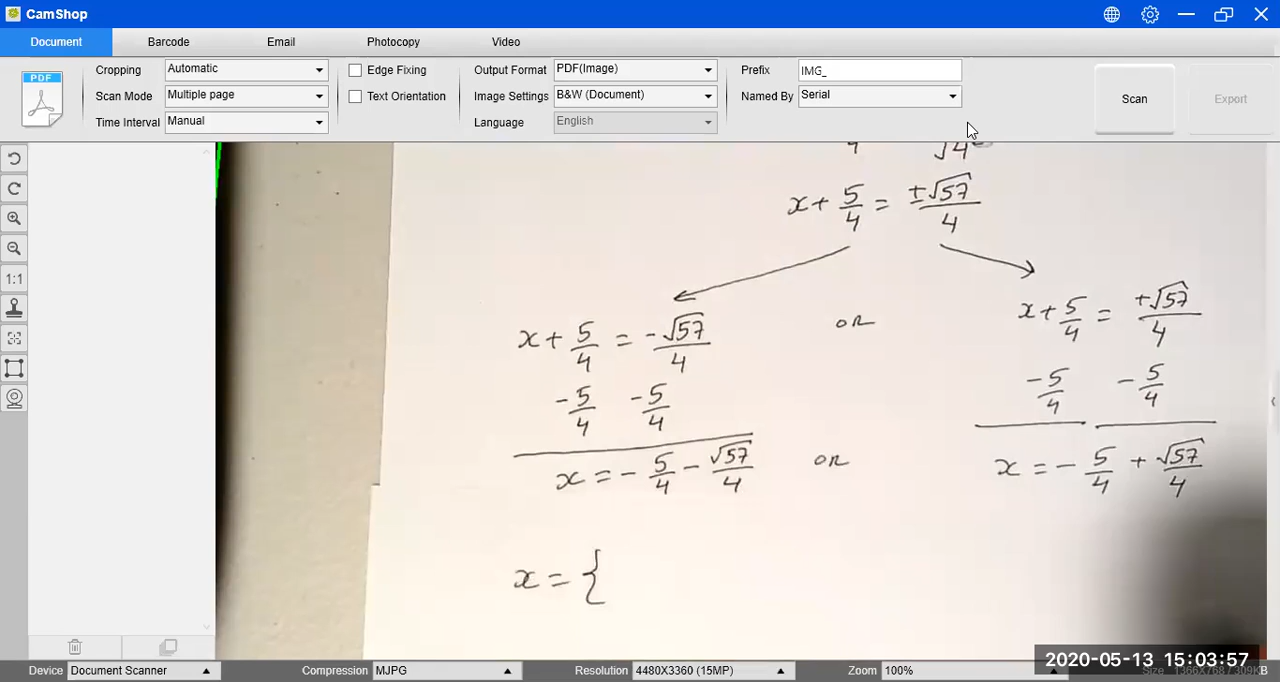 CamShop
Document Barcode Email Photocopy Video
PDF
Cropping Automatic
Scan Mode Multiple page
Time Interval Manual
Edge Fixing
Text Orientation
Output Format PDF(Image)
Image Settings B&W (Document)
Language English
Prefix IMG_
Named By Serial
Scan
Export
1:1
4 √4
x + 5/4 = ±√57/4
x + 5/4 = -√57/4 OR x + 5/4 = +√57/4
-5/4 -5/4 -5/4 -5/4
x = - 5/4 - √57/4 OR x = - 5/4 + √57/4
x = {
2020-05-13 15:03:57
Device Document Scanner Compression MJPG Resolution 4480X3360 (15MP) Zoom 100%